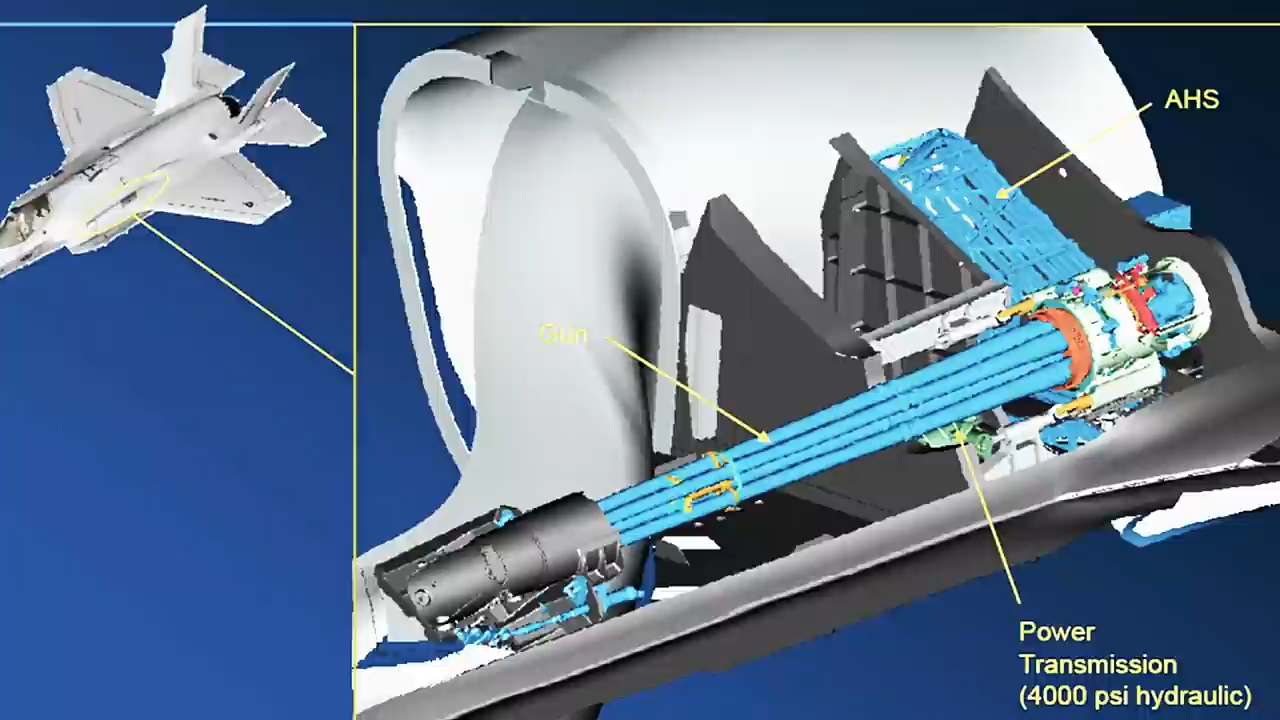 AHS
Gun
Power
Transmission
(4000 psi hydraulic)